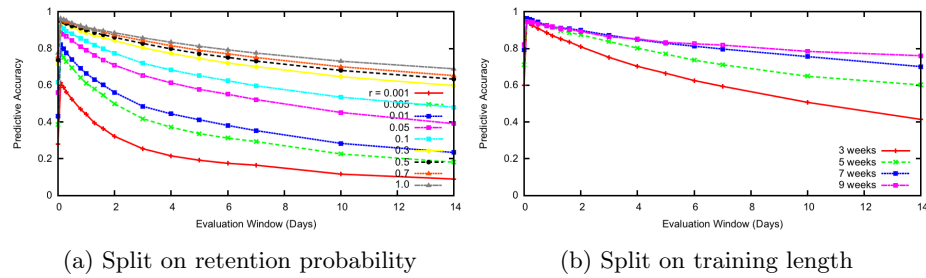 1
0.8
0.6
0.4
0.2
0
Predictive Accuracy
0 2 4 6 8 10 12 14
Evaluation Window (Days)
r = 0.001
0.005
0.01
0.05
0.1
0.3
0.5
0.7
1.0
(a) Split on retention probability
1
0.8
0.6
0.4
0.2
0
Predictive Accuracy
0 2 4 6 8 10 12 14
Evaluation Window (Days)
3 weeks
5 weeks
7 weeks
9 weeks
(b) Split on training length